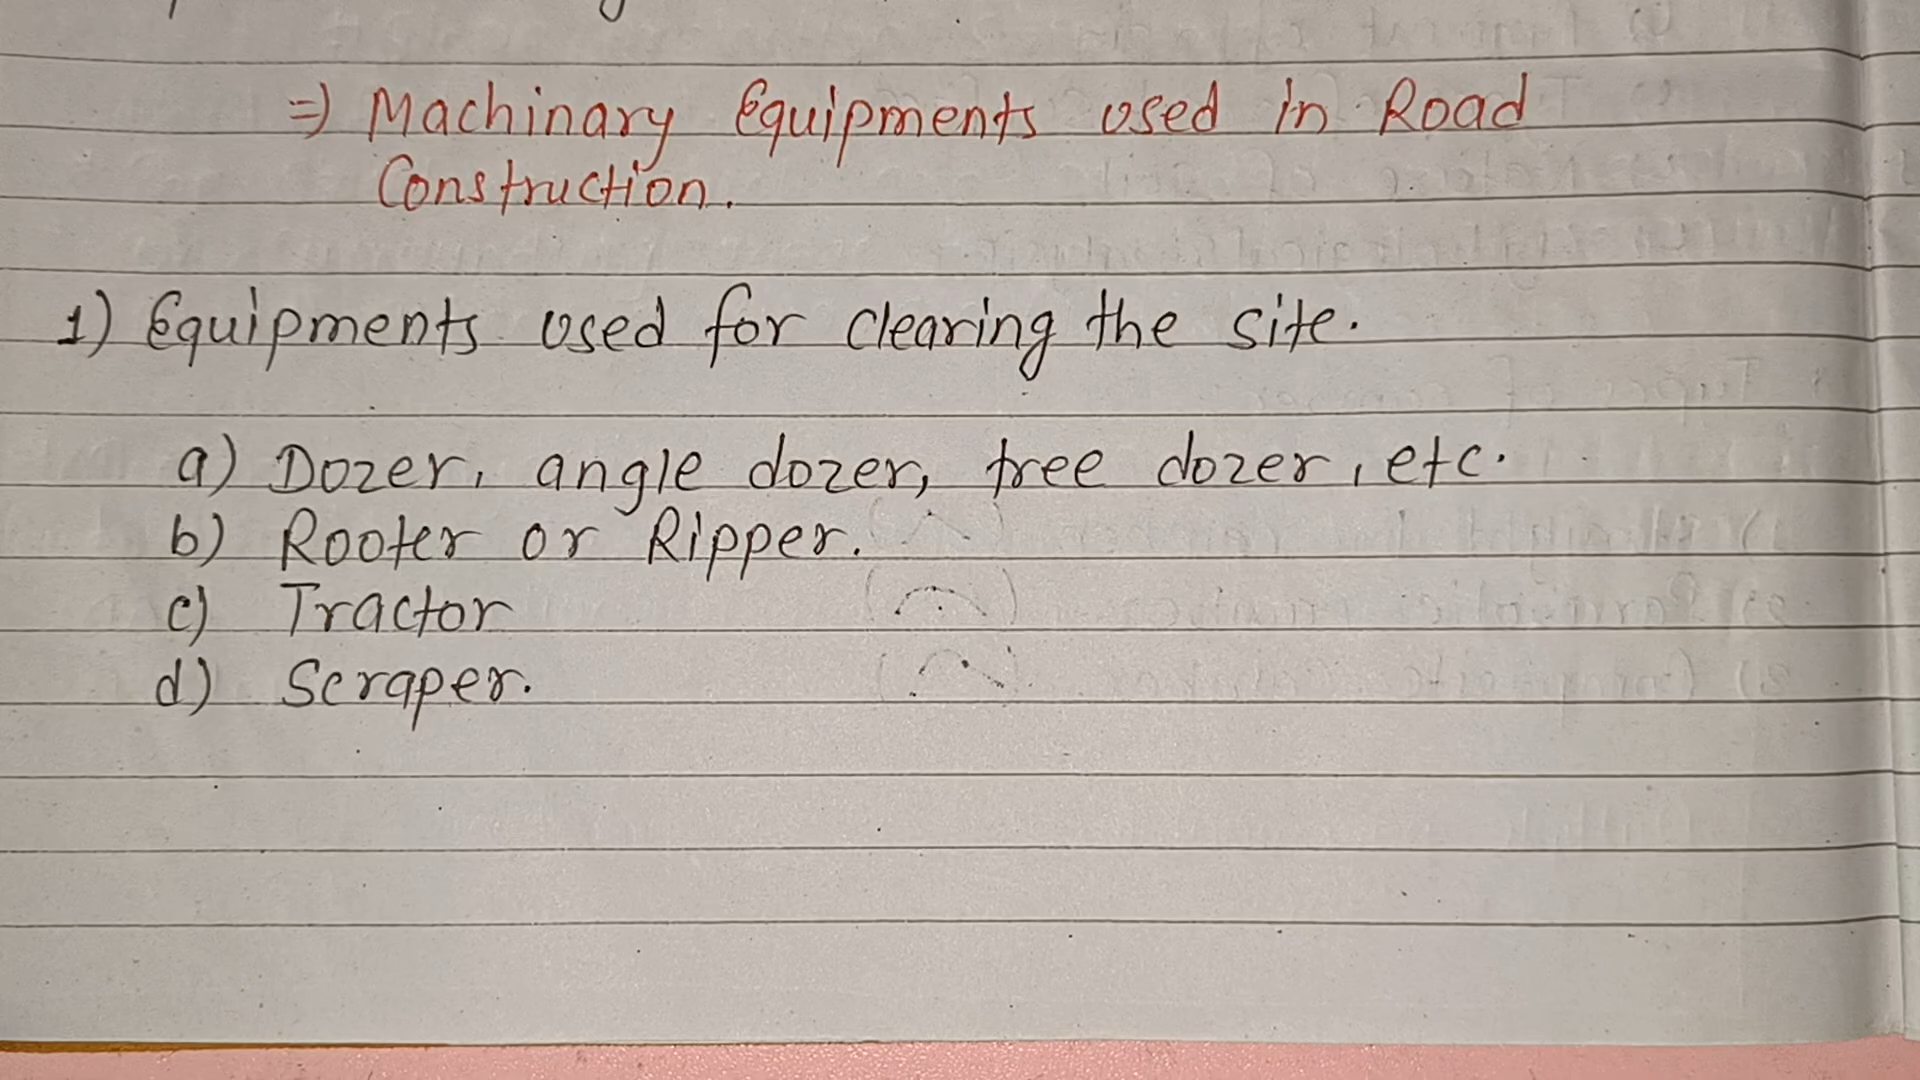 ⇒ Machinary Equipments used in Road
Construction.
1) Equipments used for clearing the site.
a) Dozer, angle dozer, tree dozer, etc.
b) Rooter or Ripper.
c) Tractor
d) Scraper.